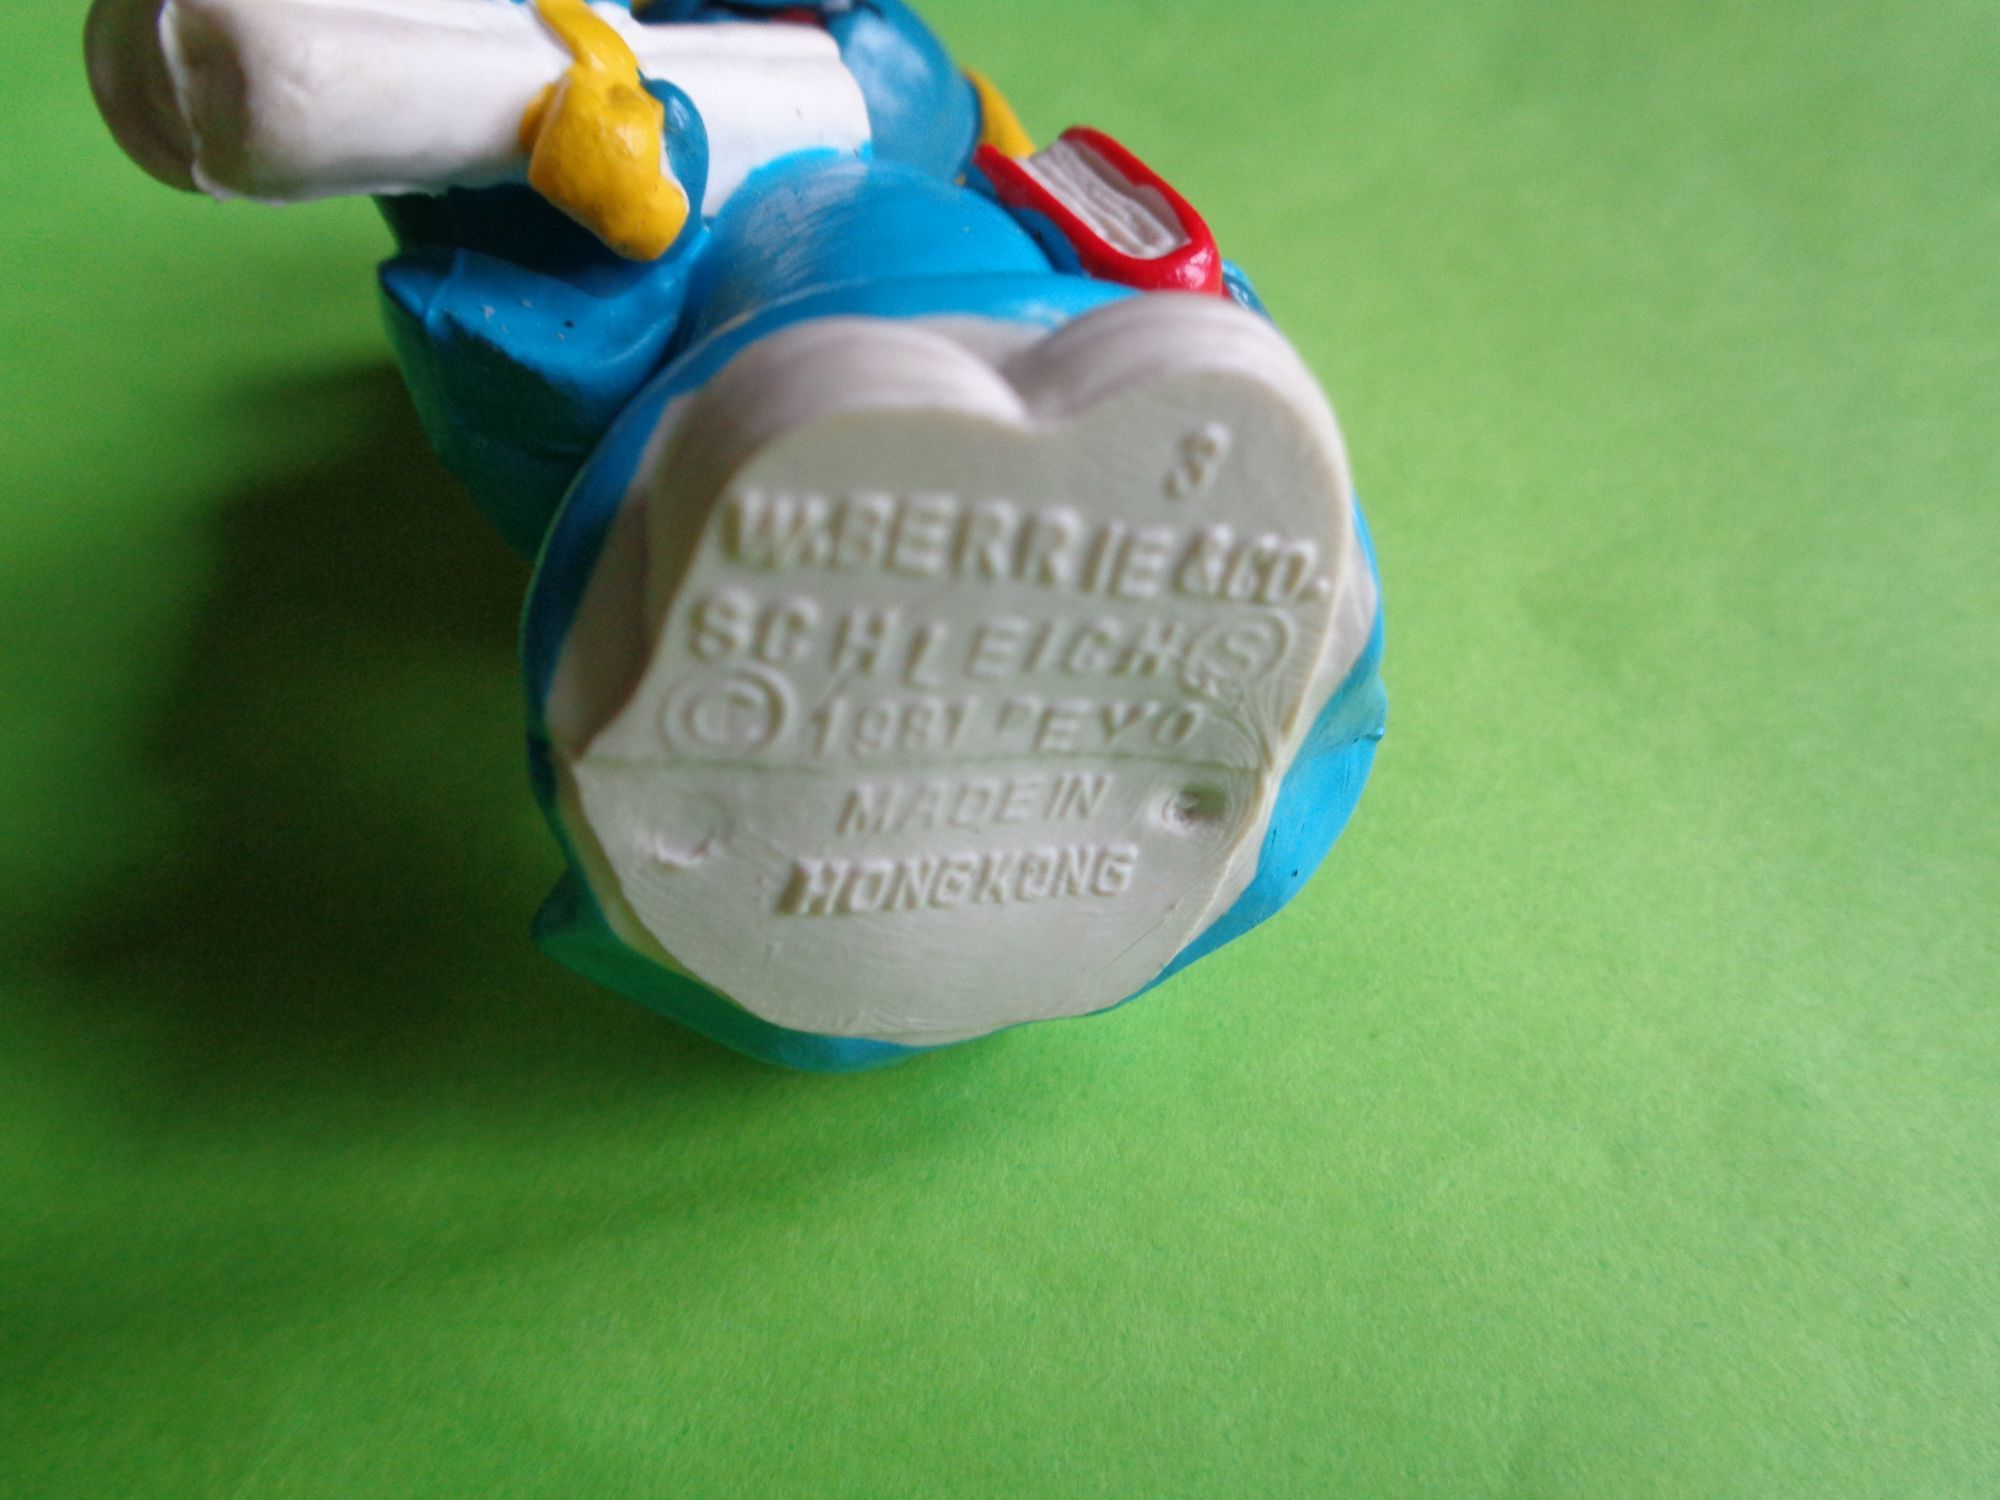 3
W.BERRIE&CO.
SCHLEICH Ⓢ
© 1981 PEYO
MADE IN
HONGKONG